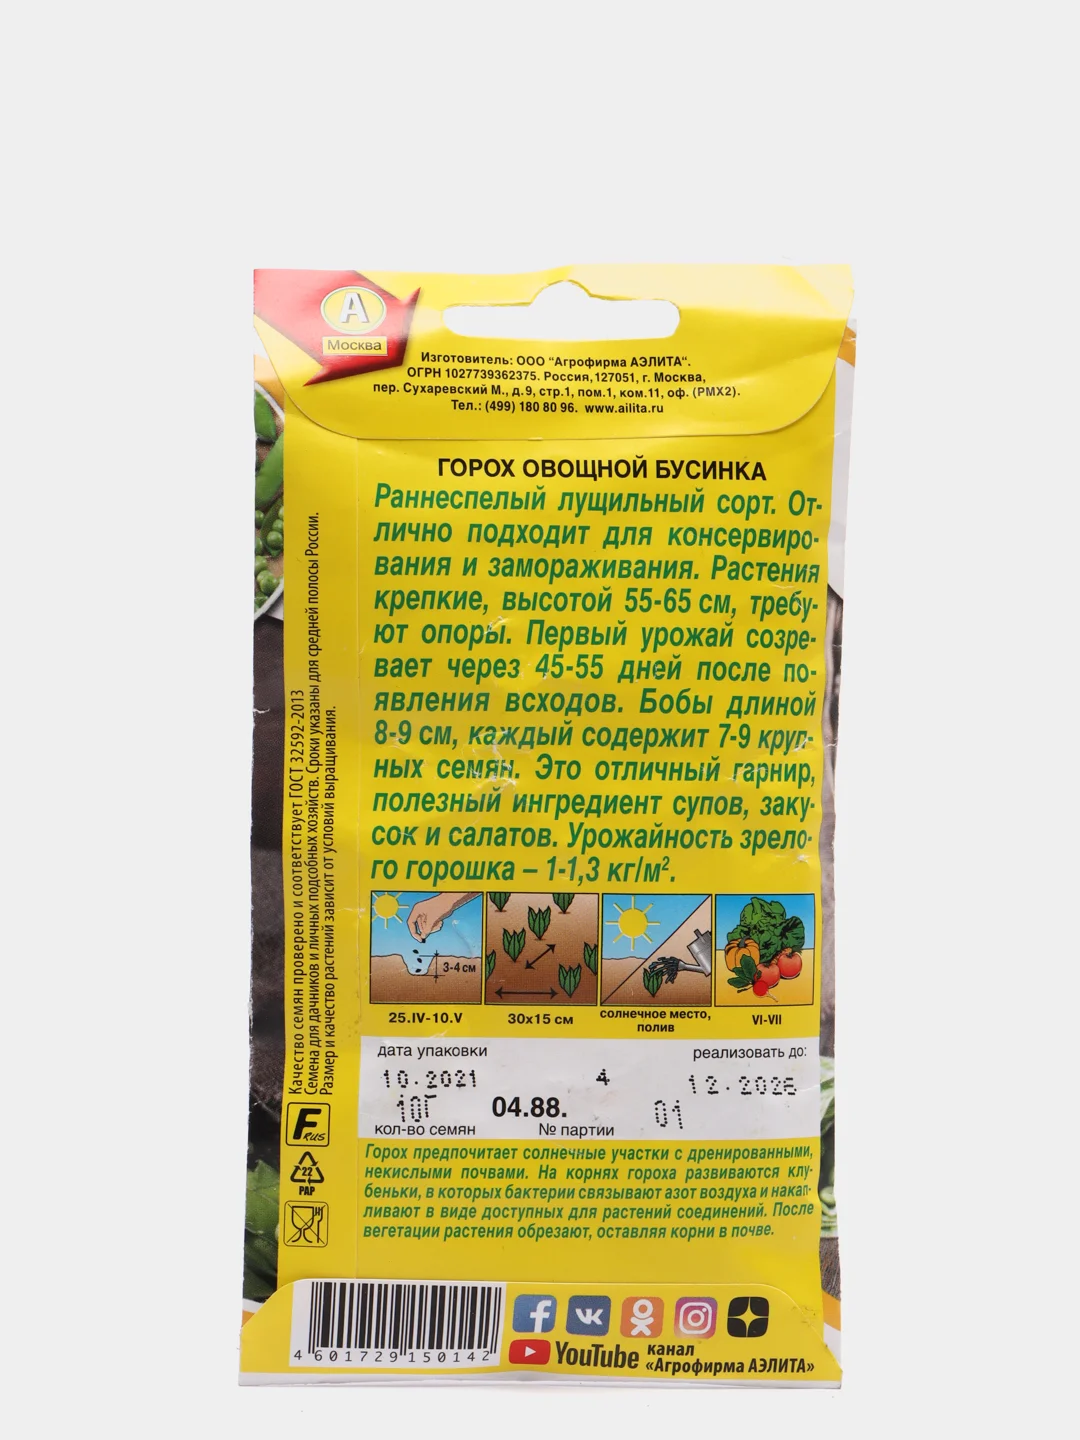 А
Москва
Изготовитель: ООО "Агрофирма АЭЛИТА".
ОГРН 1027739362375. Россия,127051, г. Москва,
пер. Сухаревский М., д.9, стр.1, пом.1, ком.11, оф. (РМХ2).
Тел.: (499) 180 80 96. www.ailita.ru
ГОРОХ ОВОЩНОЙ БУСИНКА
Раннеспелый лущильный сорт. От-
лично подходит для консервиро-
вания и замораживания. Растения
крепкие, высотой 55-65 см, требу-
ют опоры. Первый урожай созре-
вает через 45-55 дней после по-
явления всходов. Бобы длиной
8-9 см, каждый содержит 7-9 круп-
ных семян. Это отличный гарнир,
полезный ингредиент супов, заку-
сок и салатов. Урожайность зрело-
го горошка – 1-1,3 кг/м².
Качество семян проверено и соответствует ГОСТ 32592-2013
Семена для дачников и личных подсобных хозяйств. Сроки указаны для средней полосы России.
Размер и качество растений зависит от условий выращивания.
3-4 см
25.IV-10.V
30х15 см
солнечное место,
полив
VI-VII
дата упаковки
реализовать до:
10.2021
4
12.2026
10Г
04.88.
01
кол-во семян
№ партии
F RUS
22
PAP
Горох предпочитает солнечные участки с дренированными,
некислыми почвами. На корнях гороха развиваются клу-
беньки, в которых бактерии связывают азот воздуха и накап-
ливают в виде доступных для растений соединений. После
вегетации растения обрезают, оставляя корни в почве.
4 601729 150142
YouTube канал
«Агрофирма АЭЛИТА»